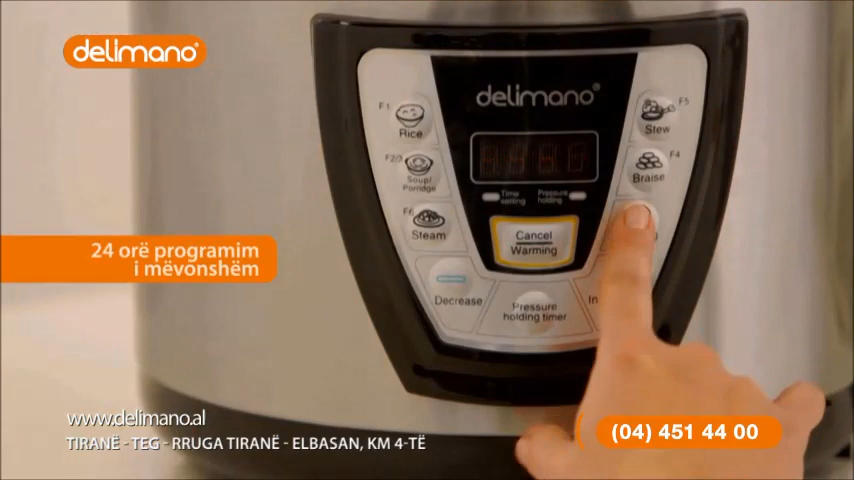 delimano®
delimano®
F1
Rice
F5
Stew
F2/3
Soup/
Porridge
F4
Braise
Time
setting
Pressure
holding
F6
Steam
Cancel
Warming
24 orë programim
i mëvonshëm
Decrease
Pressure
holding timer
In
www.delimano.al
TIRANË - TEG - RRUGA TIRANË - ELBASAN, KM 4-TË
(04) 451 44 00